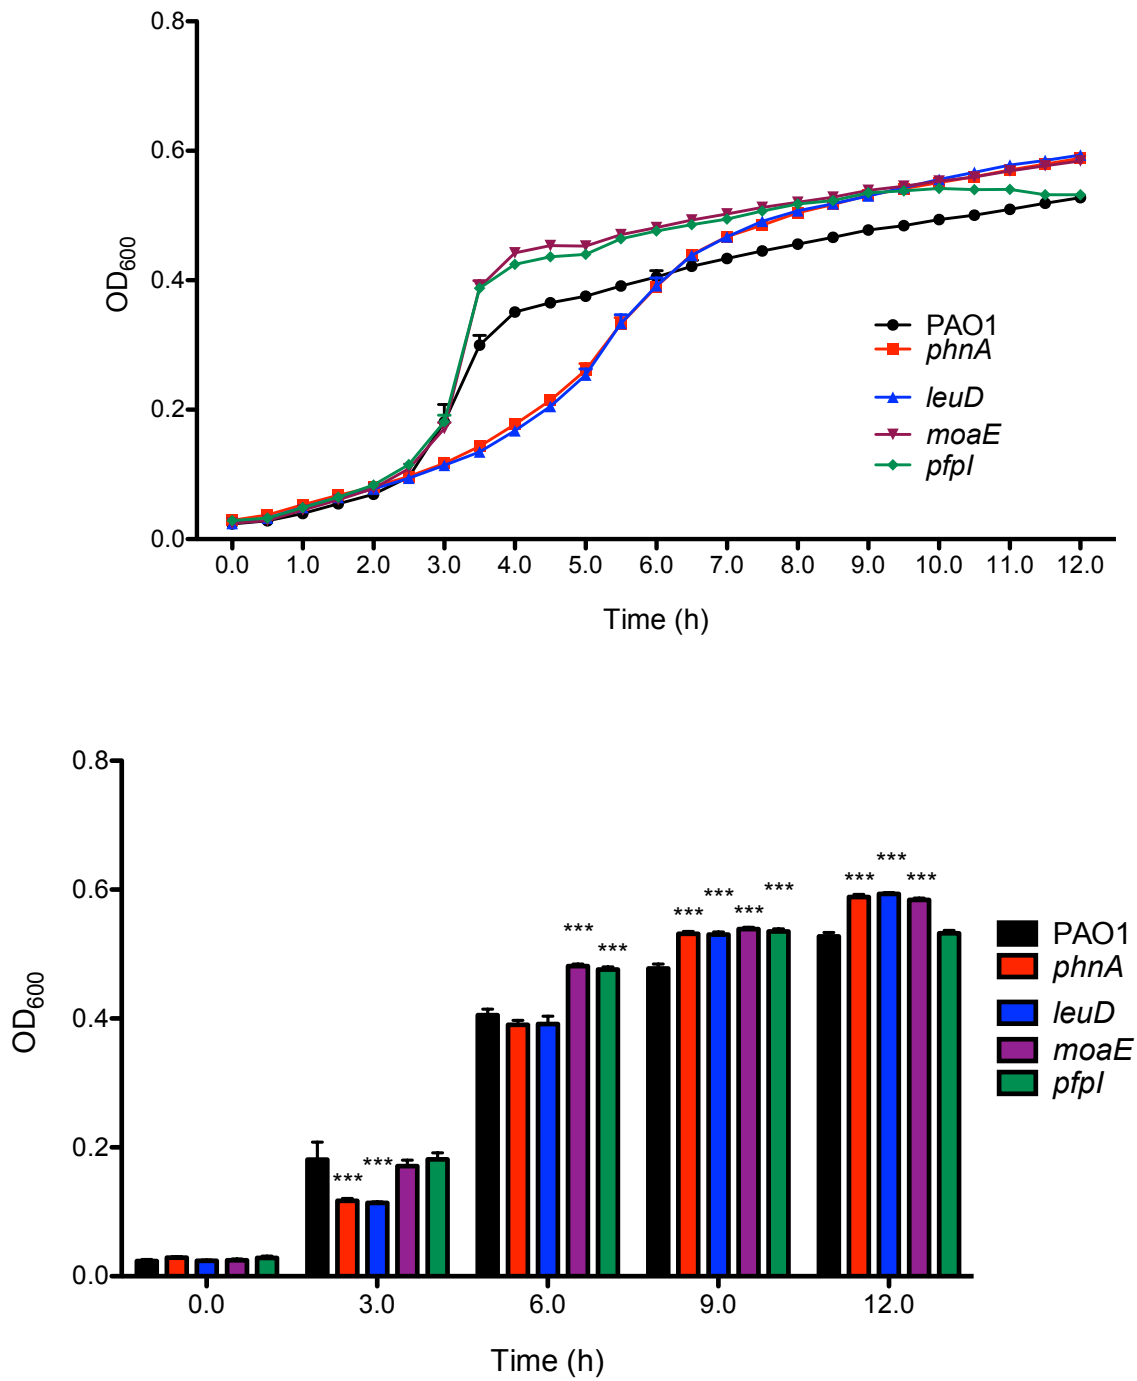 0.8
0.6
0.4
0.2
0.0
OD600
PAO1
phnA
leuD
moaE
pfpI
0.0 1.0 2.0 3.0 4.0 5.0 6.0 7.0 8.0 9.0 10.0 11.0 12.0
Time (h)
0.8
0.6
0.4
0.2
0.0
OD600
*** ***
*** ***
*** *** *** ***
*** *** ***
PAO1
phnA
leuD
moaE
pfpI
0.0 3.0 6.0 9.0 12.0
Time (h)